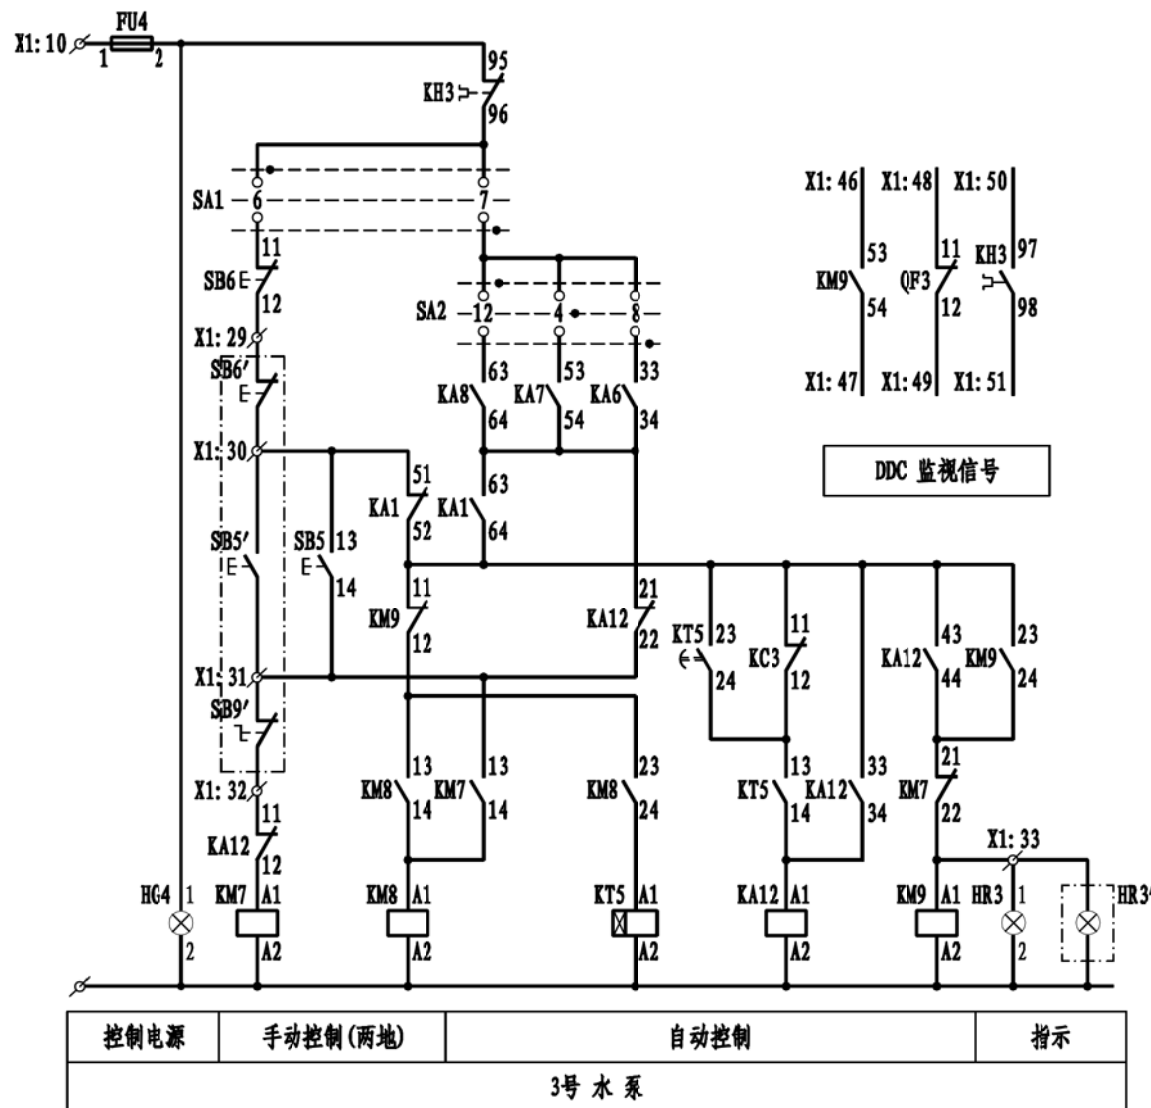 FU4
X1:10
1 2
95
KH3
96
SA1 6 7
11
SB6
12
X1:29
SB6'
X1:30
SA2 12 4 8
63 53 33
KA8 KA7 KA6
64 54 34
X1:46 X1:48 X1:50
53 11 KH3 97
KM9 QF3
54 12 98
X1:47 X1:49 X1:51
DDC 监视信号
51 63
KA1 KA1
52 64
SB5' SB5 13
14
11
KM9
12
21
KA12
22
KT5 23
24
11
KC3
12
43 23
KA12 KM9
44 24
X1:31
SB9'
X1:32
13 13 23
KM8 KM7 KM8
14 14 24
13 33
KT5 KA12
14 34
21
KM7
22
11
KA12
12
X1:33
HG4 1 KM7 A1 KM8 A1 KT5 A1 KA12 A1 KM9 A1 HR3 1 HR3'
2 A2 A2 A2 A2 A2 2
控制电源 手动控制(两地) 自动控制 指示
3号 水 泵